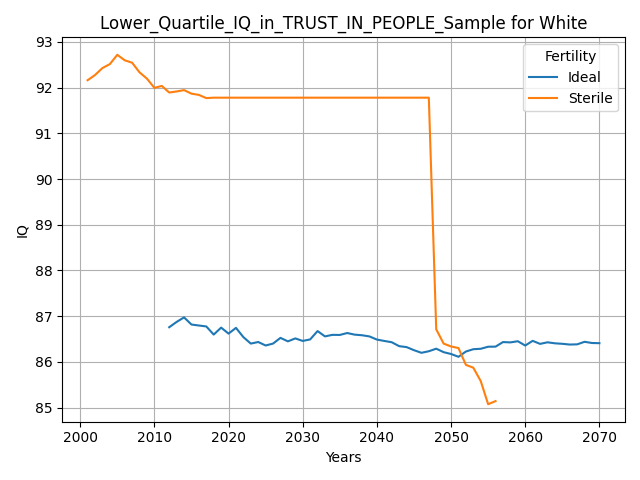 Lower_Quartile_IQ_in_TRUST_IN_PEOPLE_Sample for White
Fertility
Ideal
Sterile
IQ
93
92
91
90
89
88
87
86
85
2000 2010 2020 2030 2040 2050 2060 2070
Years